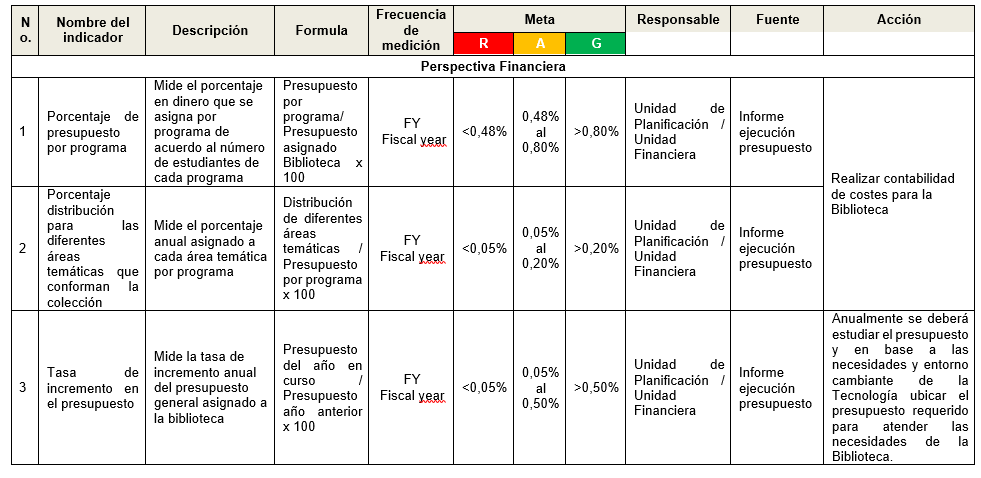 N
o.
Nombre del
indicador
Descripción
Formula
Frecuencia
de
medición
Meta
R
A
G
Responsable
Fuente
Acción
Perspectiva Financiera
1
Porcentaje de
presupuesto
por programa
Mide el porcentaje
en dinero que se
asigna por
programa de
acuerdo al número
de estudiantes de
cada programa
Presupuesto
por
programa/
Presupuesto
asignado
Biblioteca x
100
FY
Fiscal year
<0,48%
0,48%
al
0,80%
>0,80%
Unidad de
Planificación /
Unidad
Financiera
Informe
ejecución
presupuesto
Realizar contabilidad
de costes para la
Biblioteca
2
Porcentaje
distribución
para las
diferentes
áreas
temáticas que
conforman la
colección
Mide el porcentaje
anual asignado a
cada área temática
por programa
Distribución
de diferentes
áreas
temáticas /
Presupuesto
por programa
x 100
FY
Fiscal year
<0,05%
0,05%
al
0,20%
>0,20%
Unidad de
Planificación /
Unidad
Financiera
Informe
ejecución
presupuesto
3
Tasa de
incremento en
el presupuesto
Mide la tasa de
incremento anual
del presupuesto
general asignado a
la biblioteca
Presupuesto
del año en
curso /
Presupuesto
año anterior
x 100
FY
Fiscal year
<0,05%
0,05%
al
0,50%
>0,50%
Unidad de
Planificación /
Unidad
Financiera
Informe
ejecución
presupuesto
Anualmente se deberá
estudiar el presupuesto
y en base a las
necesidades y entorno
cambiante de la
Tecnología ubicar el
presupuesto requerido
para atender las
necesidades de la
Biblioteca.